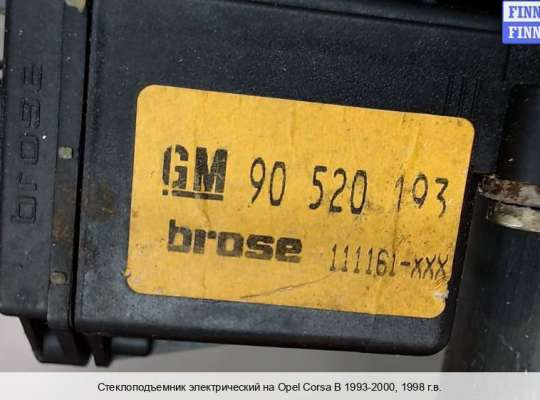 FINN
FINN
brose
GM 90 520 193
brose 111161-XXX
Стеклоподъемник электрический на Opel Corsa B 1993-2000, 1998 г.в.